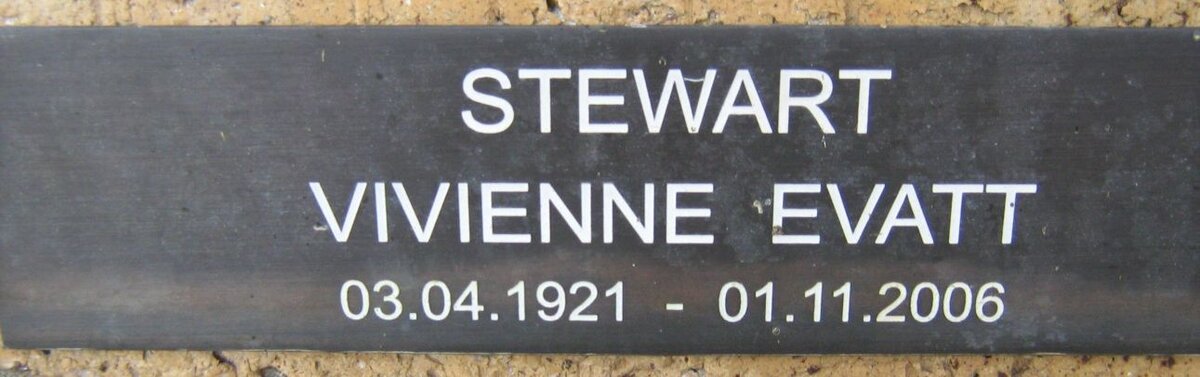 STEWART
VIVIENNE EVATT
03.04.1921 - 01.11.2006